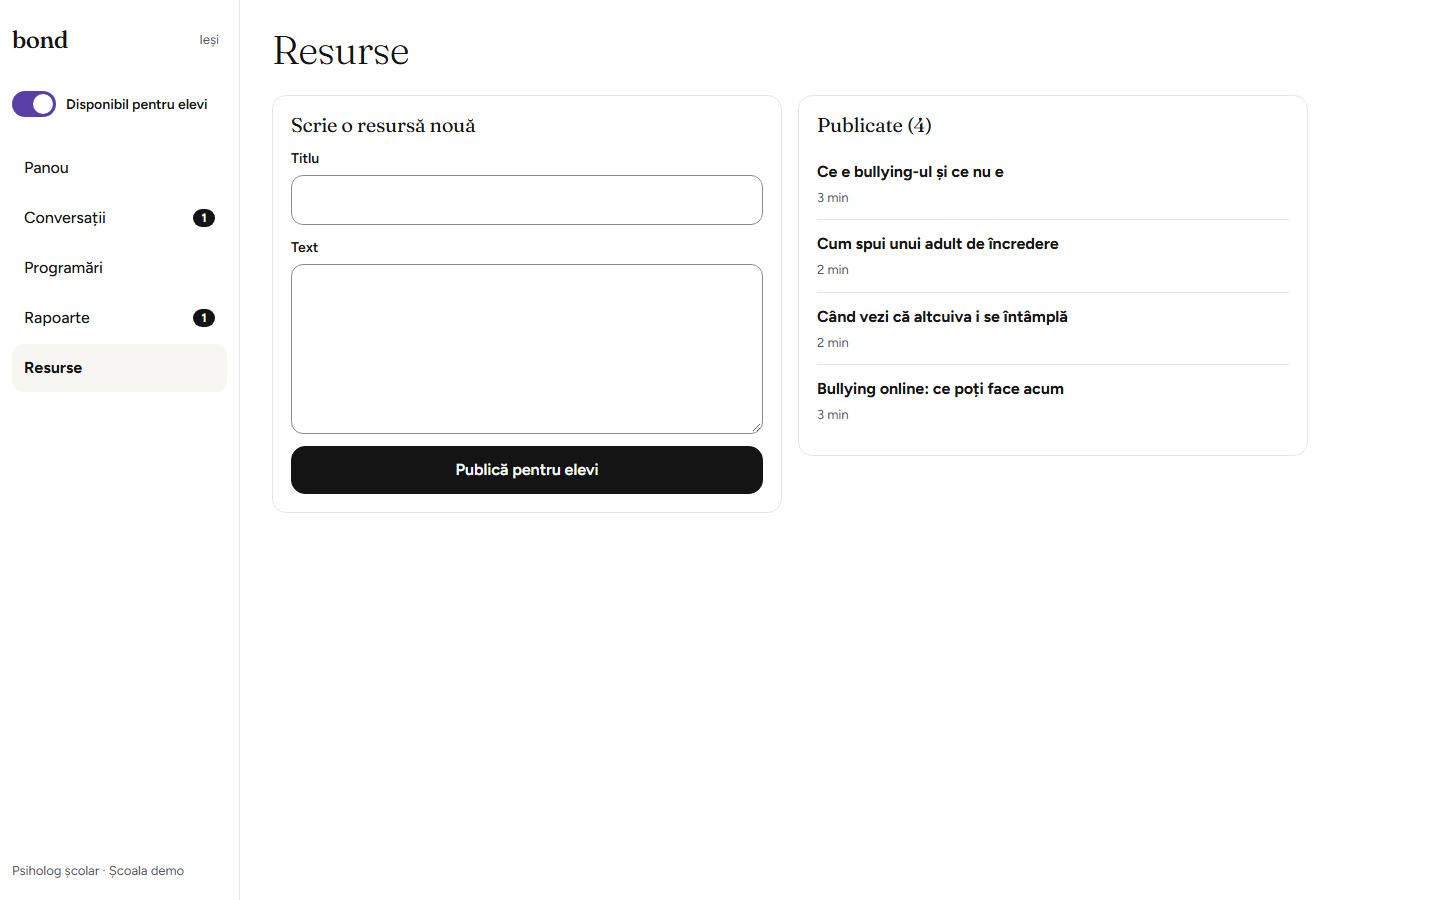 bond
Ieși
Disponibil pentru elevi
Panou
Conversații
1
Programări
Rapoarte
1
Resurse
Psiholog școlar · Școala demo
Resurse
Scrie o resursă nouă
Titlu
Text
Publică pentru elevi
Publicate (4)
Ce e bullying-ul și ce nu e
3 min
Cum spui unui adult de încredere
2 min
Când vezi că altcuiva i se întâmplă
2 min
Bullying online: ce poți face acum
3 min